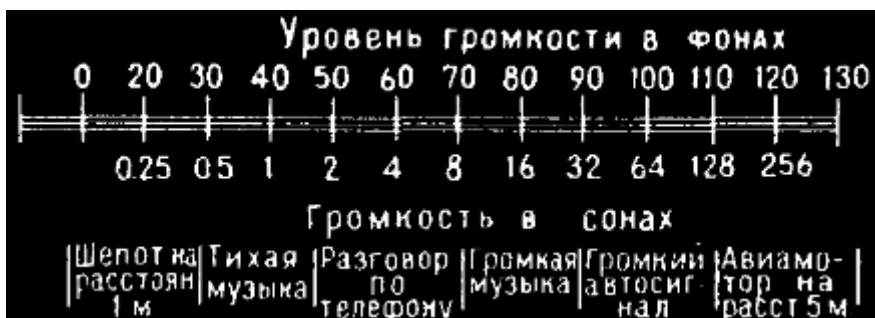 Уровень громкости в фонах
0 20 30 40 50 60 70 80 90 100 110 120 130
0.25 0.5 1 2 4 8 16 32 64 128 256
Громкость в сонах
Шепот на расстоян 1 м
Тихая музыка
Разговор по телефону
Громкая музыка
Громкий автосигнал
Авиамо-
тор на
расст 5 м